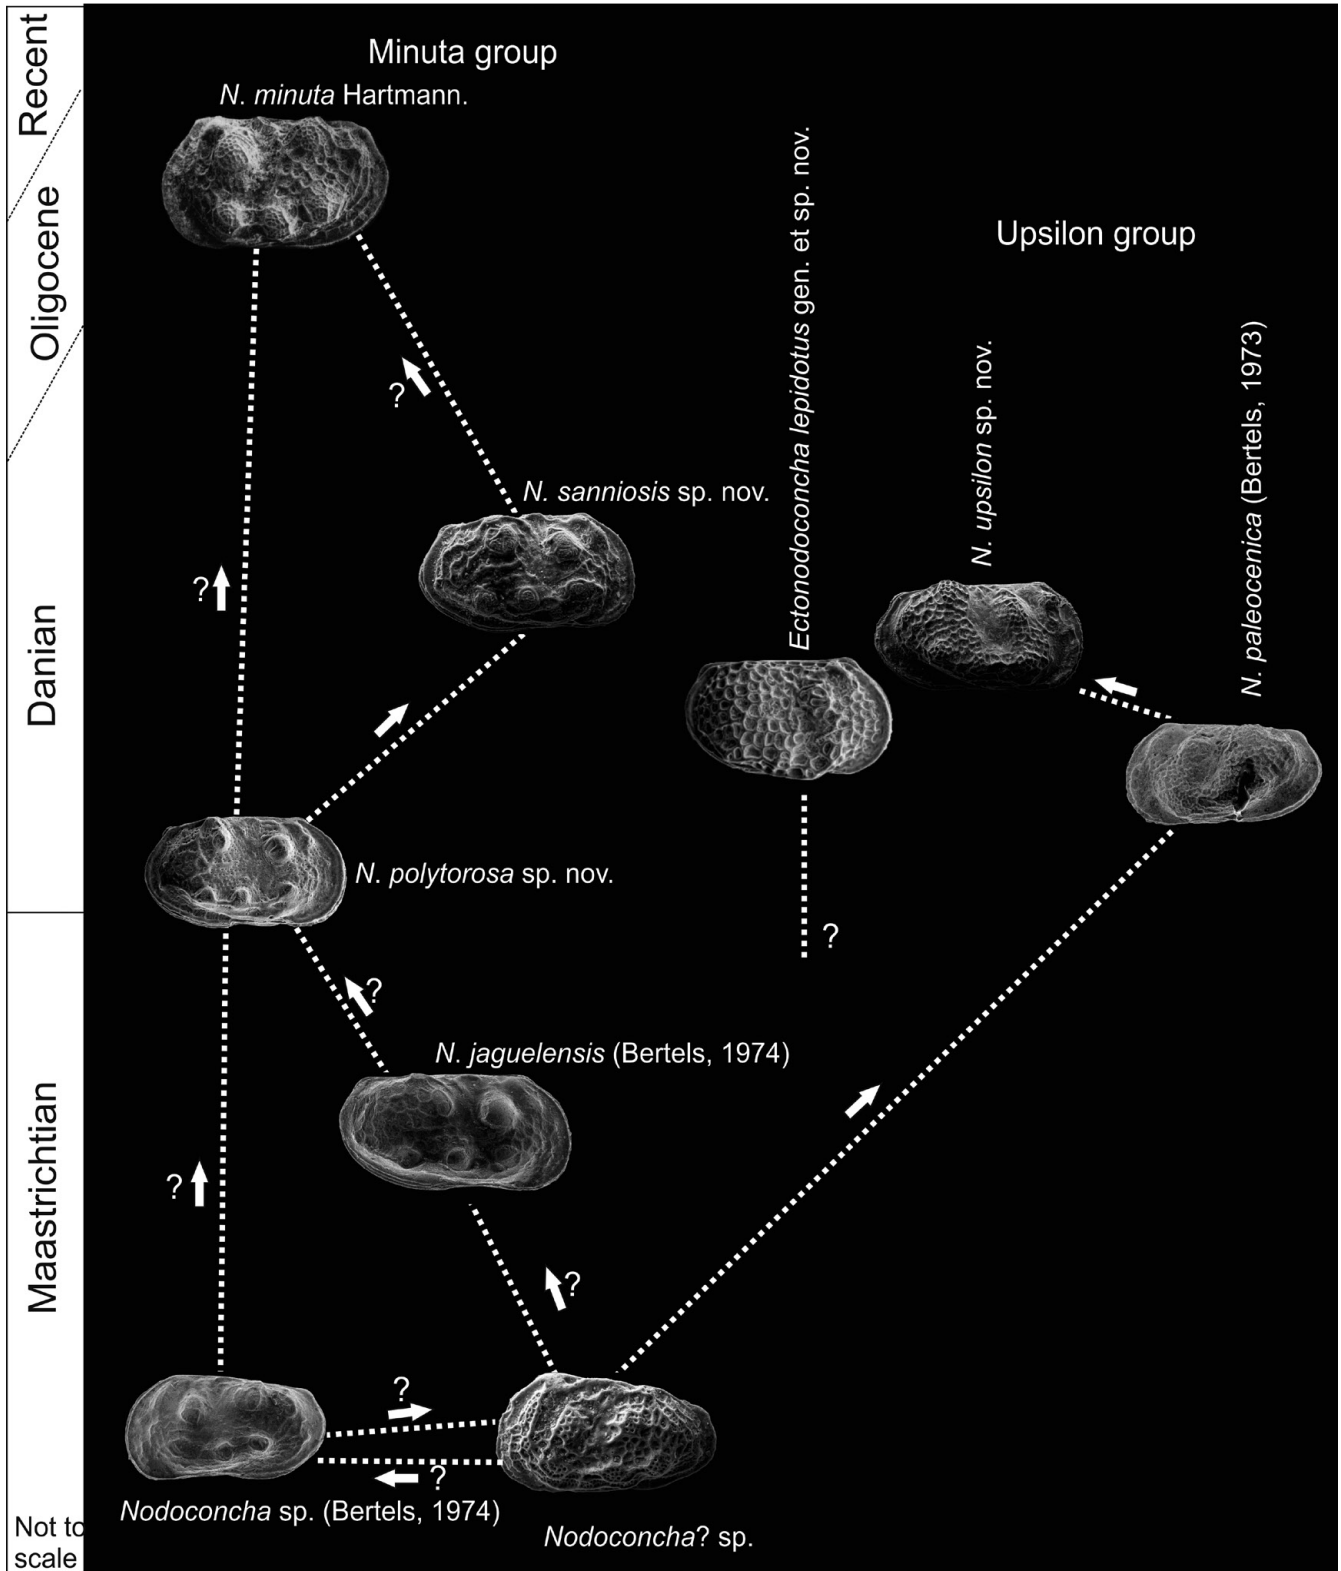 Recent
Oligocene
Danian
Maastrichtian
Not to
scale
Minuta group
N. minuta Hartmann.
Upsilon group
Ectonodoconcha lepidotus gen. et sp. nov.
N. upsilon sp. nov.
N. paleocenica (Bertels, 1973)
?
N. sanniosis sp. nov.
?
N. polytorosa sp. nov.
?
?
N. jaguelensis (Bertels, 1974)
?
?
?
?
Nodoconcha sp. (Bertels, 1974)
Nodoconcha? sp.